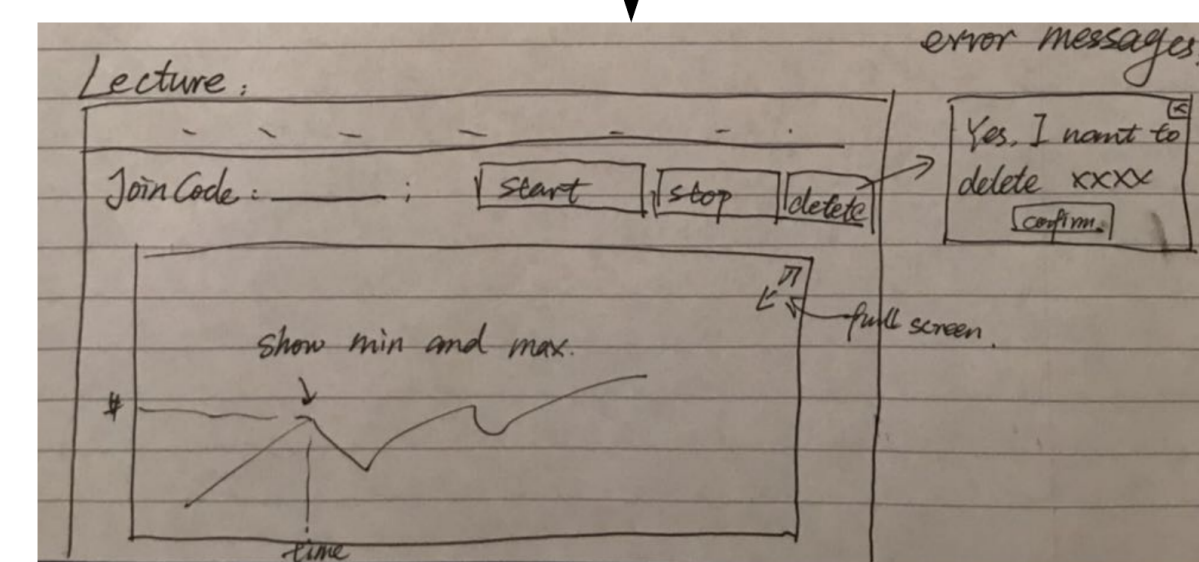 error messages.
Lecture:
Join Code: ______ ;
start
stop
delete
Yes, I want to
delete xxxx
confirm.
full screen.
show min and max.
#
time